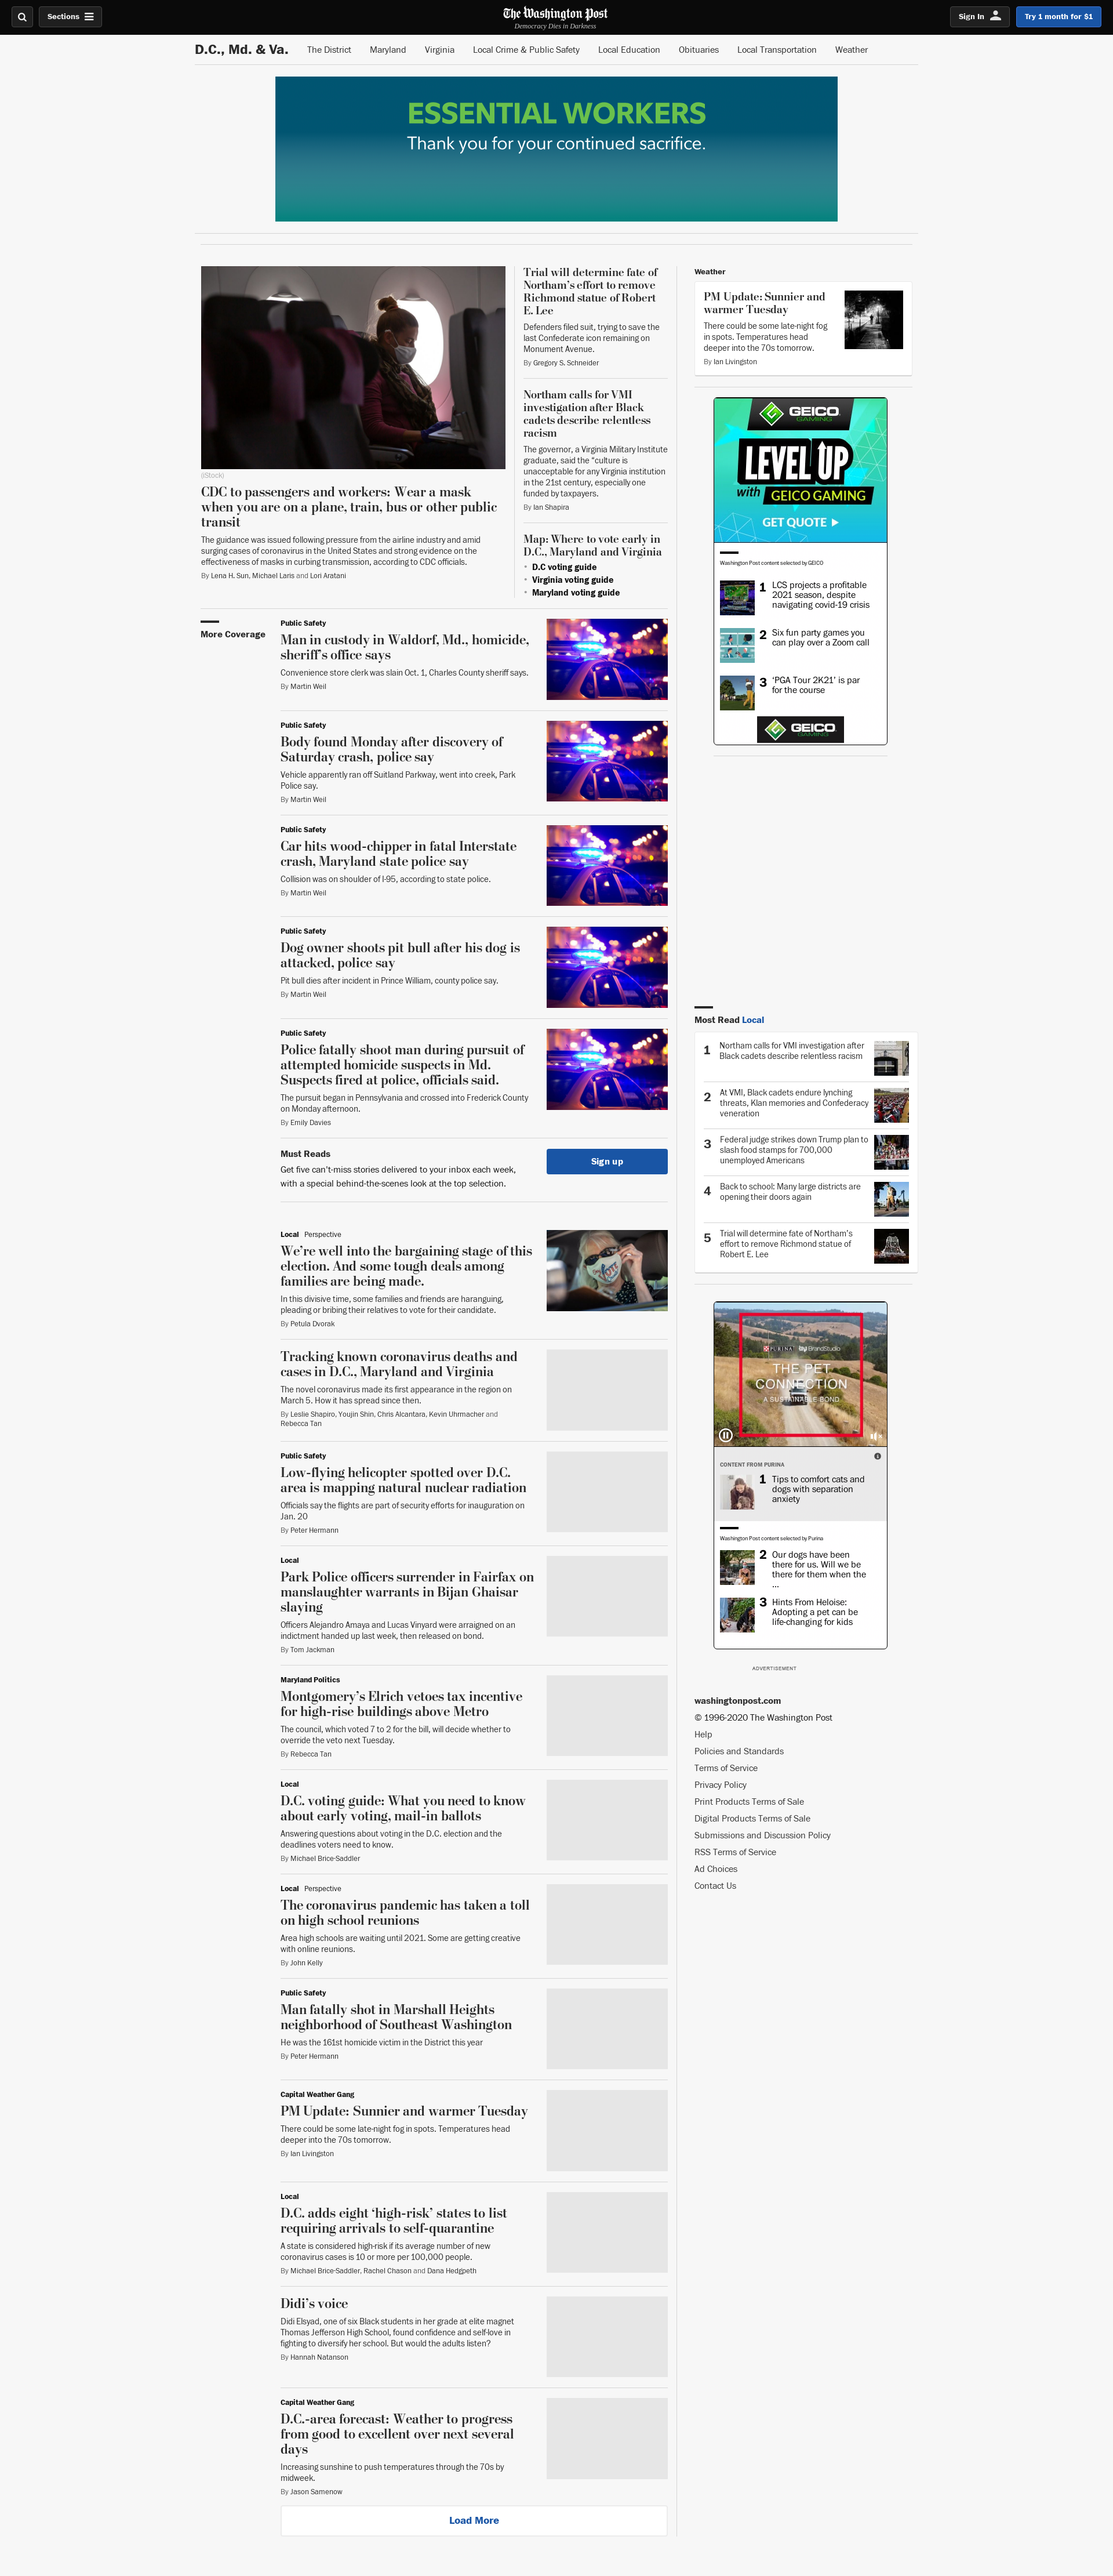 Sections
The Washington Post
Democracy Dies in Darkness
Sign In
Try 1 month for $1
D.C., Md. & Va.
The District
Maryland
Virginia
Local Crime & Public Safety
Local Education
Obituaries
Local Transportation
Weather
ESSENTIAL WORKERS
Thank you for your continued sacrifice.
(iStock)
CDC to passengers and workers: Wear a mask
when you are on a plane, train, bus or other public
transit
The guidance was issued following pressure from the airline industry and amid
surging cases of coronavirus in the United States and strong evidence on the
effectiveness of masks in curbing transmission, according to CDC officials.
By Lena H. Sun, Michael Laris and Lori Aratani
Trial will determine fate of
Northam's effort to remove
Richmond statue of Robert
E. Lee
Defenders filed suit, trying to save the
last Confederate icon remaining on
Monument Avenue.
By Gregory S. Schneider
Northam calls for VMI
investigation after Black
cadets describe relentless
racism
The governor, a Virginia Military Institute
graduate, said the “culture is
unacceptable for any Virginia institution
in the 21st century, especially one
funded by taxpayers.
By Ian Shapira
Map: Where to vote early in
D.C., Maryland and Virginia
• D.C voting guide
• Virginia voting guide
• Maryland voting guide
More Coverage
Public Safety
Man in custody in Waldorf, Md., homicide,
sheriff's office says
Convenience store clerk was slain Oct. 1, Charles County sheriff says.
By Martin Weil
Public Safety
Body found Monday after discovery of
Saturday crash, police say
Vehicle apparently ran off Suitland Parkway, went into creek, Park
Police say.
By Martin Weil
Public Safety
Car hits wood-chipper in fatal Interstate
crash, Maryland state police say
Collision was on shoulder of I-95, according to state police.
By Martin Weil
Public Safety
Dog owner shoots pit bull after his dog is
attacked, police say
Pit bull dies after incident in Prince William, county police say.
By Martin Weil
Public Safety
Police fatally shoot man during pursuit of
attempted homicide suspects in Md.
Suspects fired at police, officials said.
The pursuit began in Pennsylvania and crossed into Frederick County
on Monday afternoon.
By Emily Davies
Must Reads
Get five can't-miss stories delivered to your inbox each week,
with a special behind-the-scenes look at the top selection.
Sign up
Local Perspective
We're well into the bargaining stage of this
election. And some tough deals among
families are being made.
In this divisive time, some families and friends are haranguing,
pleading or bribing their relatives to vote for their candidate.
By Petula Dvorak
VOTE
Tracking known coronavirus deaths and
cases in D.C., Maryland and Virginia
The novel coronavirus made its first appearance in the region on
March 5. How it has spread since then.
By Leslie Shapiro, Youjin Shin, Chris Alcantara, Kevin Uhrmacher and
Rebecca Tan
Public Safety
Low-flying helicopter spotted over D.C.
area is mapping natural nuclear radiation
Officials say the flights are part of security efforts for inauguration on
Jan. 20
By Peter Hermann
Local
Park Police officers surrender in Fairfax on
manslaughter warrants in Bijan Ghaisar
slaying
Officers Alejandro Amaya and Lucas Vinyard were arraigned on an
indictment handed up last week, then released on bond.
By Tom Jackman
Maryland Politics
Montgomery's Elrich vetoes tax incentive
for high-rise buildings above Metro
The council, which voted 7 to 2 for the bill, will decide whether to
override the veto next Tuesday.
By Rebecca Tan
Local
D.C. voting guide: What you need to know
about early voting, mail-in ballots
Answering questions about voting in the D.C. election and the
deadlines voters need to know.
By Michael Brice-Saddler
Local Perspective
The coronavirus pandemic has taken a toll
on high school reunions
Area high schools are waiting until 2021. Some are getting creative
with online reunions.
By John Kelly
Public Safety
Man fatally shot in Marshall Heights
neighborhood of Southeast Washington
He was the 161st homicide victim in the District this year
By Peter Hermann
Capital Weather Gang
PM Update: Sunnier and warmer Tuesday
There could be some late-night fog in spots. Temperatures head
deeper into the 70s tomorrow.
By Ian Livingston
Local
D.C. adds eight ‘high-risk’ states to list
requiring arrivals to self-quarantine
A state is considered high-risk if its average number of new
coronavirus cases is 10 or more per 100,000 people.
By Michael Brice-Saddler, Rachel Chason and Dana Hedgpeth
Didi's voice
Didi Elsyad, one of six Black students in her grade at elite magnet
Thomas Jefferson High School, found confidence and self-love in
fighting to diversify her school. But would the adults listen?
By Hannah Natanson
Capital Weather Gang
D.C.-area forecast: Weather to progress
from good to excellent over next several
days
Increasing sunshine to push temperatures through the 70s by
midweek.
By Jason Samenow
Load More
Weather
PM Update: Sunnier and
warmer Tuesday
There could be some late-night fog
in spots. Temperatures head
deeper into the 70s tomorrow.
By Ian Livingston
GEICO
GAMING
LEVEL UP
with GEICO GAMING
GET QUOTE
Washington Post content selected by GEICO
1 LCS projects a profitable
2021 season, despite
navigating covid-19 crisis
2 Six fun party games you
can play over a Zoom call
3 ‘PGA Tour 2K21’ is par
for the course
GEICO
GAMING
Most Read Local
1 Northam calls for VMI investigation after
Black cadets describe relentless racism
2 At VMI, Black cadets endure lynching
threats, Klan memories and Confederacy
veneration
3 Federal judge strikes down Trump plan to
slash food stamps for 700,000
unemployed Americans
4 Back to school: Many large districts are
opening their doors again
5 Trial will determine fate of Northam's
effort to remove Richmond statue of
Robert E. Lee
PURINA BrandStudio
THE PET
CONNECTION
A SUSTAINABLE BOND
CONTENT FROM PURINA
1 Tips to comfort cats and
dogs with separation
anxiety
Washington Post content selected by Purina
2 Our dogs have been
there for us. Will we be
there for them when the
...
3 Hints From Heloise:
Adopting a pet can be
life-changing for kids
ADVERTISEMENT
washingtonpost.com
© 1996-2020 The Washington Post
Help
Policies and Standards
Terms of Service
Privacy Policy
Print Products Terms of Sale
Digital Products Terms of Sale
Submissions and Discussion Policy
RSS Terms of Service
Ad Choices
Contact Us